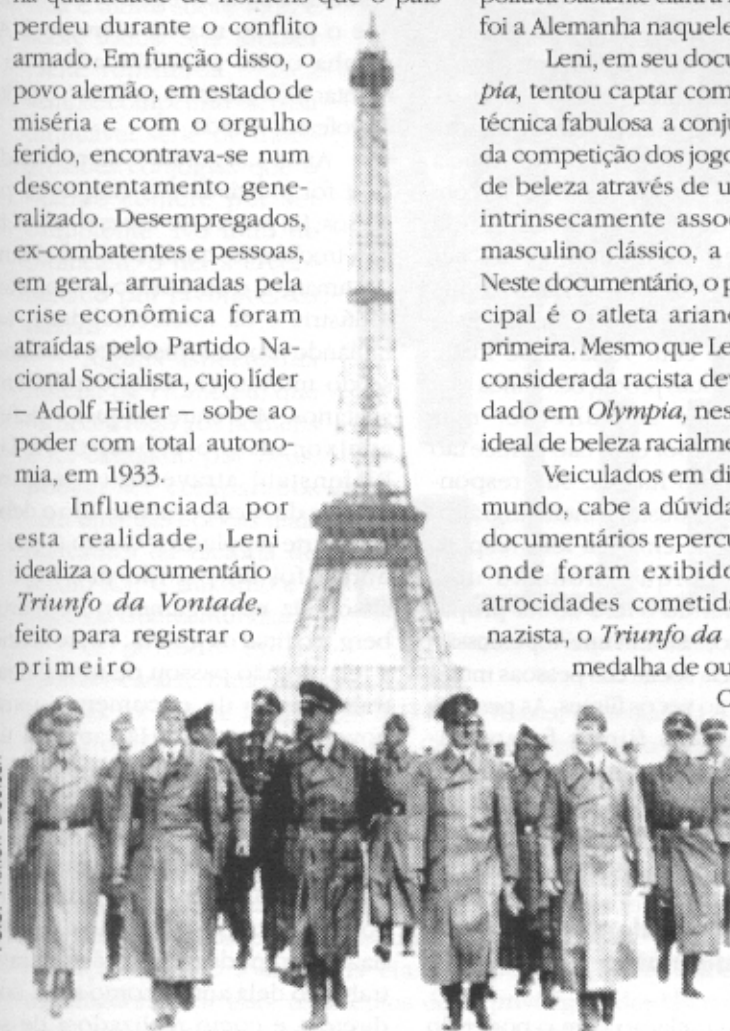 na quantidade de homens que o país
perdeu durante o conflito
armado. Em função disso, o
povo alemão, em estado de
miséria e com o orgulho
ferido, encontrava-se num
descontentamento gene-
ralizado. Desempregados,
ex-combatentes e pessoas,
em geral, arruinadas pela
crise econômica foram
atraídas pelo Partido Na-
cional Socialista, cujo líder
– Adolf Hitler – sobe ao
poder com total autono-
mia, em 1933.
Influenciada por
esta realidade, Leni
idealiza o documentário
Triunfo da Vontade,
feito para registrar o
primeiro
foi a Alemanha naquele
Leni, em seu docu
pia, tentou captar com
técnica fabulosa a conju
da competição dos jogo
de beleza através de u
intrinsecamente assoc
masculino clássico, a
Neste documentário, o p
cipal é o atleta ariano
primeira. Mesmo que Le
considerada racista de
dado em Olympia, nes
ideal de beleza racialme
Veiculados em di
mundo, cabe a dúvida
documentários repercu
onde foram exibido
atrocidades cometida
nazista, o Triunfo da
medalha de ou
C